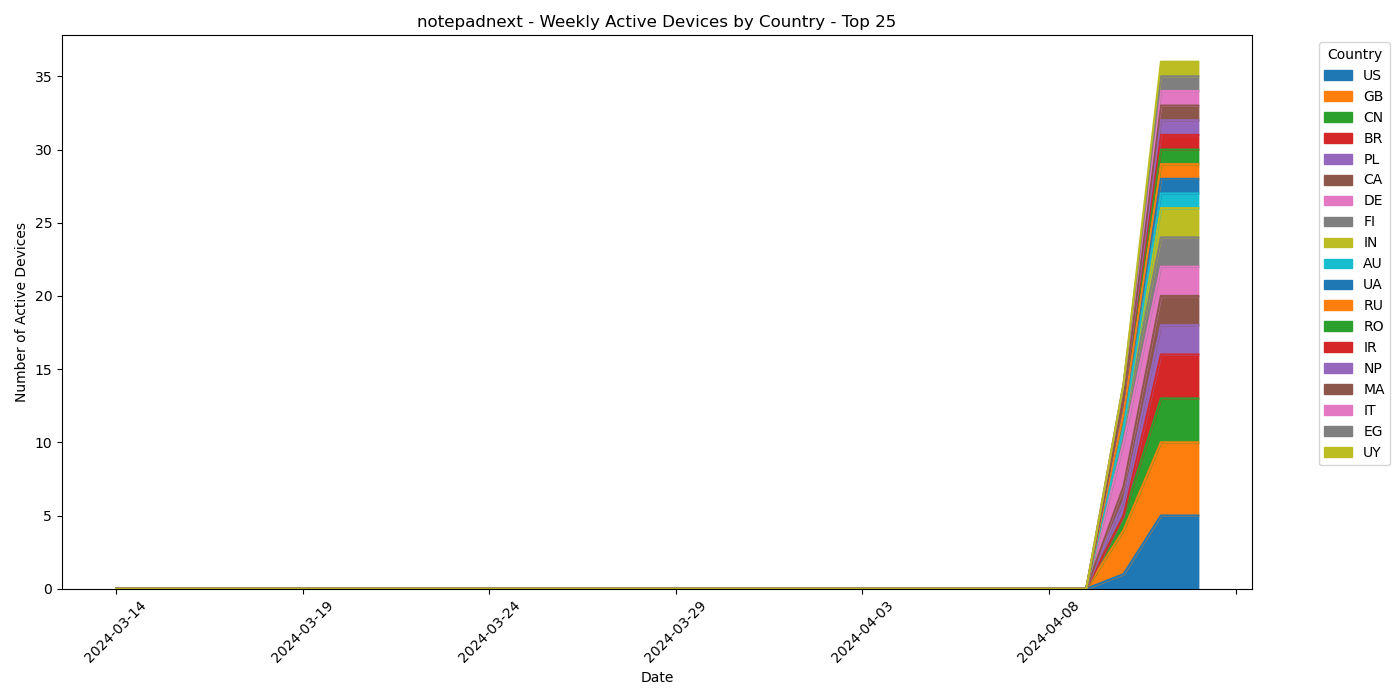 notepadnext - Weekly Active Devices by Country - Top 25
Number of Active Devices
35
30
25
20
15
10
5
0
2024-03-14
2024-03-19
2024-03-24
2024-03-29
2024-04-03
2024-04-08
Date
Country
US
GB
CN
BR
PL
CA
DE
FI
IN
AU
UA
RU
RO
IR
NP
MA
IT
EG
UY